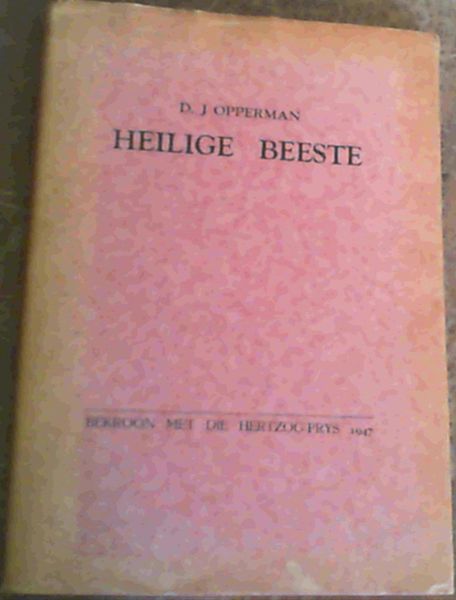 D. J OPPERMAN
HEILIGE BEESTE
BEKROON MET DIE HERTZOG-PRYS 1947